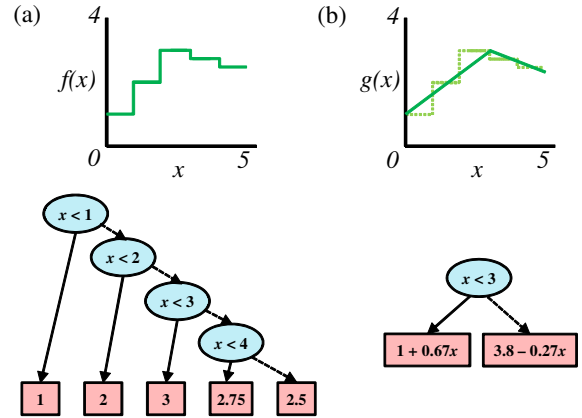 (a)
4
f(x)
0
x
5
x < 1
x < 2
x < 3
x < 4
1
2
3
2.75
2.5
(b)
4
g(x)
0
x
5
x < 3
1 + 0.67x
3.8 – 0.27x